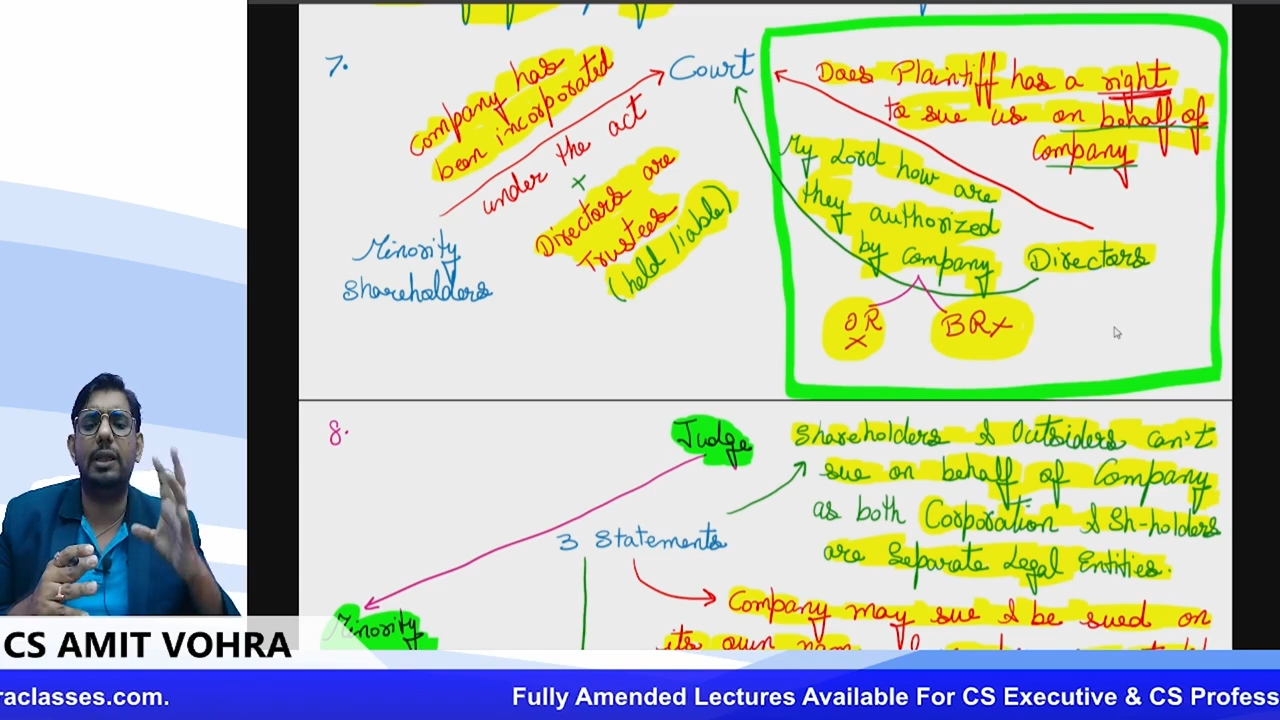 7.
Company has
been incorporated
under the act
+
Directors are
Trustees
(held liable)
Minority
Shareholders
Court
Does Plaintiff has a right
to sue us on behalf of
Company
My Lord how are
they authorized
by Company
Directors
OR
x
BRx
8.
Judge
Shareholders & Outsiders can't
sue on behalf of Company
as both Corporation & Sh-holders
are Separate Legal Entities.
3 Statements
Company may sue & be sued on
Minority
its own
CS AMIT VOHRA
raclasses.com.
Fully Amended Lectures Available For CS Executive & CS Profess